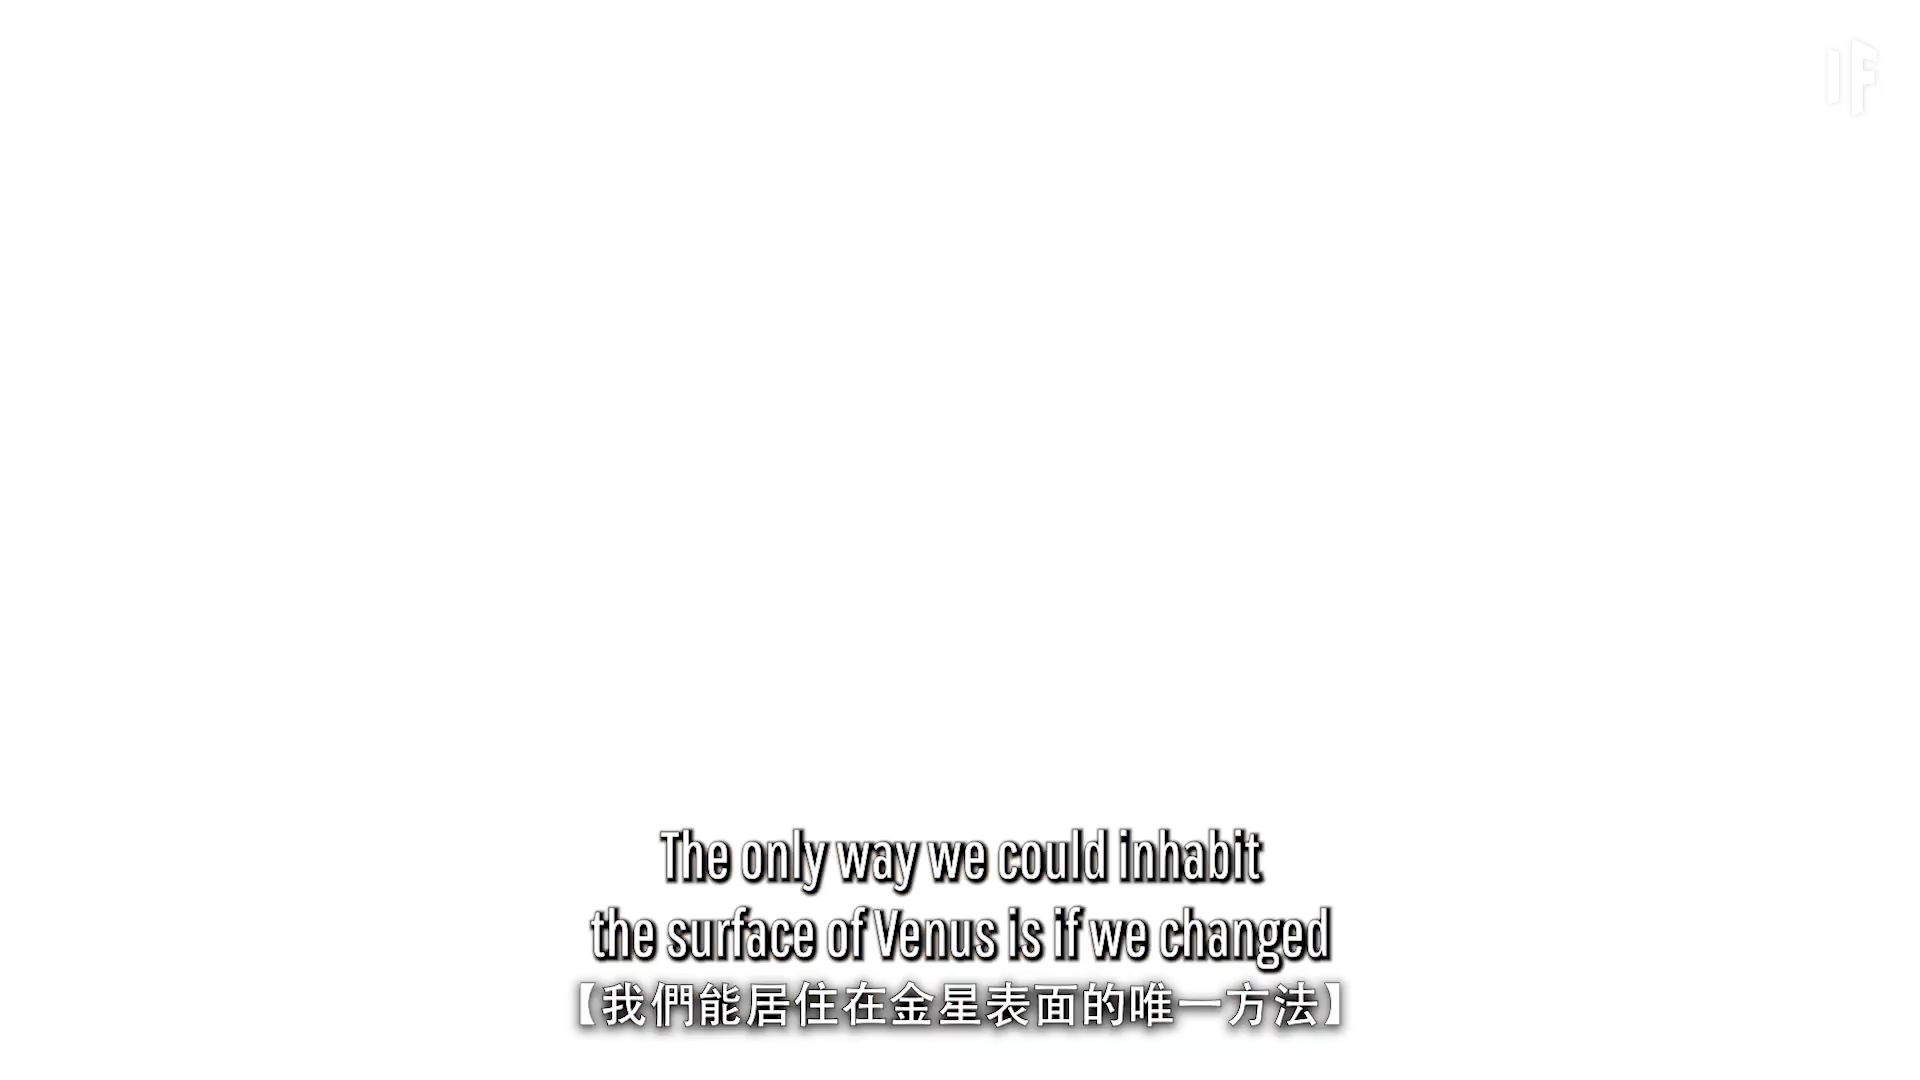 IF
The only way we could inhabit
the surface of Venus is if we changed
【我們能居住在金星表面的唯一方法】